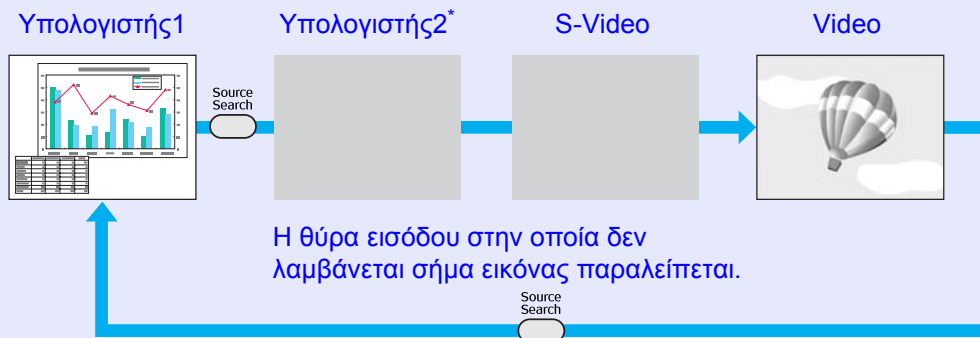 Υπολογιστής1 Υπολογιστής2* S-Video Video
Source
Search
Η θύρα εισόδου στην οποία δεν
λαμβάνεται σήμα εικόνας παραλείπεται.
Source
Search